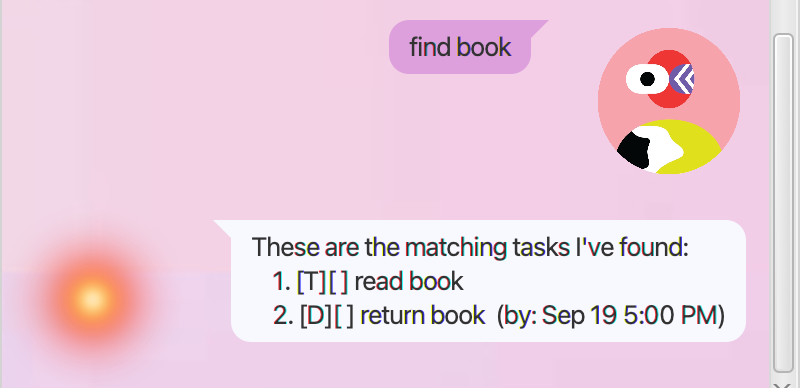 find book
These are the matching tasks I've found:
1. [T][ ] read book
2. [D][ ] return book  (by: Sep 19 5:00 PM)